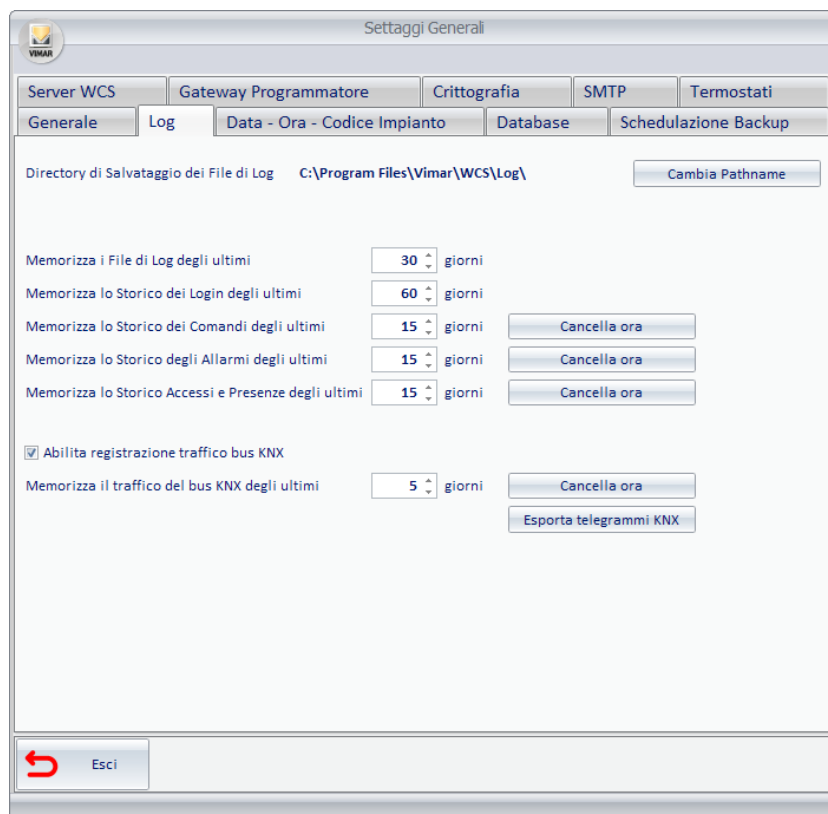 Settaggi Generali
VIMAR
Server WCS Gateway Programmatore Crittografia SMTP Termostati
Generale Log Data - Ora - Codice Impianto Database Schedulazione Backup
Directory di Salvataggio dei File di Log C:\Program Files\Vimar\WCS\Log\ Cambia Pathname
Memorizza i File di Log degli ultimi 30 giorni
Memorizza lo Storico dei Login degli ultimi 60 giorni
Memorizza lo Storico dei Comandi degli ultimi 15 giorni Cancella ora
Memorizza lo Storico degli Allarmi degli ultimi 15 giorni Cancella ora
Memorizza lo Storico Accessi e Presenze degli ultimi 15 giorni Cancella ora
Abilita registrazione traffico bus KNX
Memorizza il traffico del bus KNX degli ultimi 5 giorni Cancella ora
Esporta telegrammi KNX
Esci